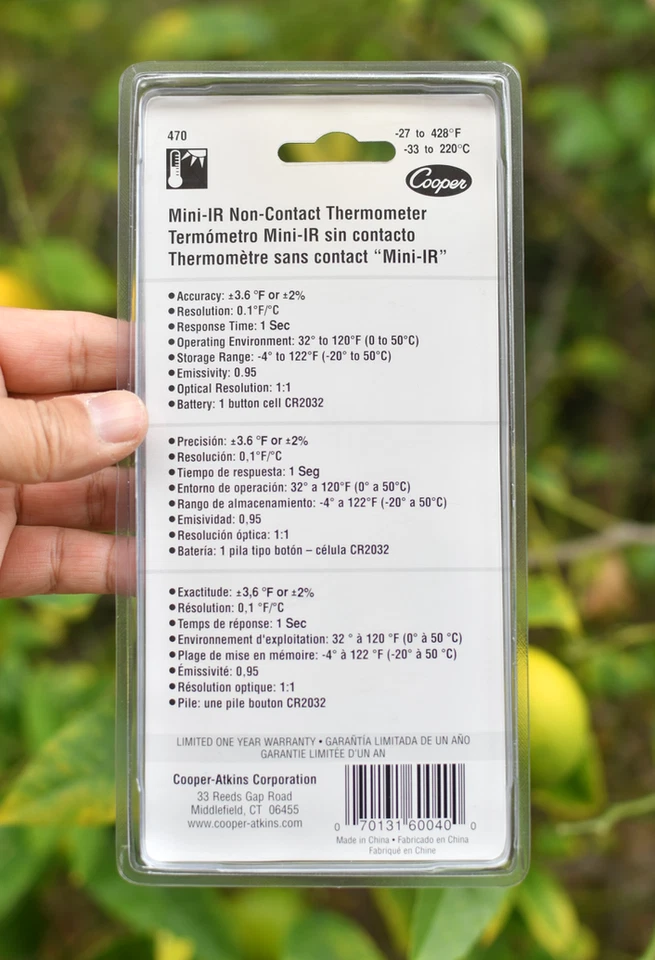 470
-27 to 428°F
-33 to 220°C
Cooper
Mini-IR Non-Contact Thermometer
Termómetro Mini-IR sin contacto
Thermomètre sans contact “Mini-IR”
•Accuracy: ±3.6 °F or ±2%
•Resolution: 0.1°F/°C
•Response Time: 1 Sec
•Operating Environment: 32° to 120°F (0 to 50°C)
•Storage Range: -4° to 122°F (-20° to 50°C)
•Emissivity: 0.95
•Optical Resolution: 1:1
•Battery: 1 button cell CR2032
•Precisión: ±3.6 °F or ±2%
•Resolución: 0,1°F/°C
•Tiempo de respuesta: 1 Seg
•Entorno de operación: 32° a 120°F (0° a 50°C)
•Rango de almacenamiento: -4° a 122°F (-20° a 50°C)
•Emisividad: 0,95
•Resolución óptica: 1:1
•Batería: 1 pila tipo botón – célula CR2032
•Exactitude: ±3,6 °F or ±2%
•Résolution: 0,1 °F/°C
•Temps de réponse: 1 Sec
•Environnement d'exploitation: 32 ° à 120 °F (0° à 50 °C)
•Plage de mise en mémoire: -4° à 122 °F (-20° à 50 °C)
•Émissivité: 0,95
•Résolution optique: 1:1
•Pile: une pile bouton CR2032
LIMITED ONE YEAR WARRANTY • GARAÑTÍA LIMITADA DE UN AÑO
GARANTIE LIMITÉE D'UN AN
Cooper-Atkins Corporation
33 Reeds Gap Road
Middlefield, CT 06455
www.cooper-atkins.com
0 70131 60040 0
Made in China • Fabricado en China
Fabriqué en Chine